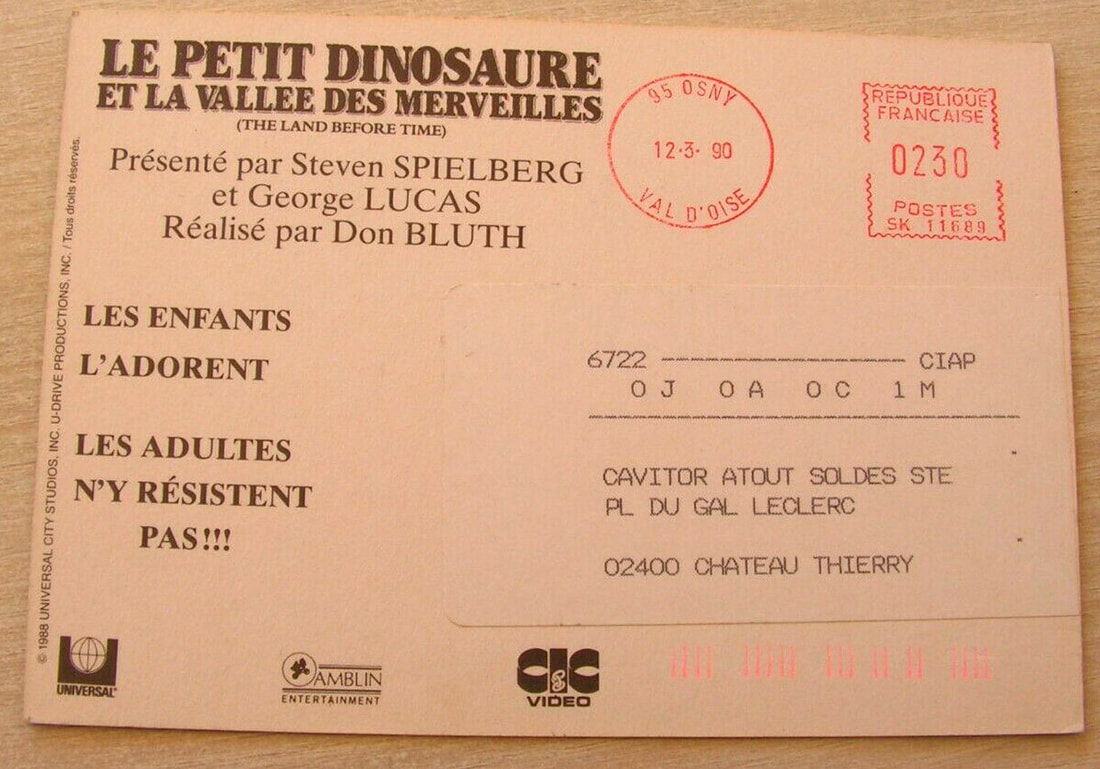 LE PETIT DINOSAURE
ET LA VALLEE DES MERVEILLES
(THE LAND BEFORE TIME)
Présenté par Steven SPIELBERG
et George LUCAS
Réalisé par Don BLUTH
LES ENFANTS
L'ADORENT
LES ADULTES
N'Y RÉSISTENT
PAS!!!
© 1988 UNIVERSAL CITY STUDIOS, INC. U-DRIVE PRODUCTIONS, INC. / Tous droits réservés.
95 OSNY
12·3· 90
VAL D'OISE
REPUBLIQUE
FRANCAISE
0230
POSTES
SK 11689
6722 ------------------- CIAP
0J 0A 0C 1M
CAVITOR ATOUT SOLDES STE
PL DU GAL LECLERC
02400 CHATEAU THIERRY
UNIVERSAL
AMBLIN
ENTERTAINMENT
CIC
VIDEO